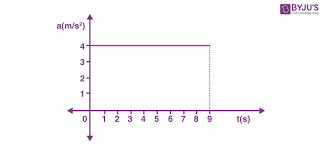 BYJU'S
The Learning App
a(m/s²)
4
3
2
1
0 1 2 3 4 5 6 7 8 9 t(s)